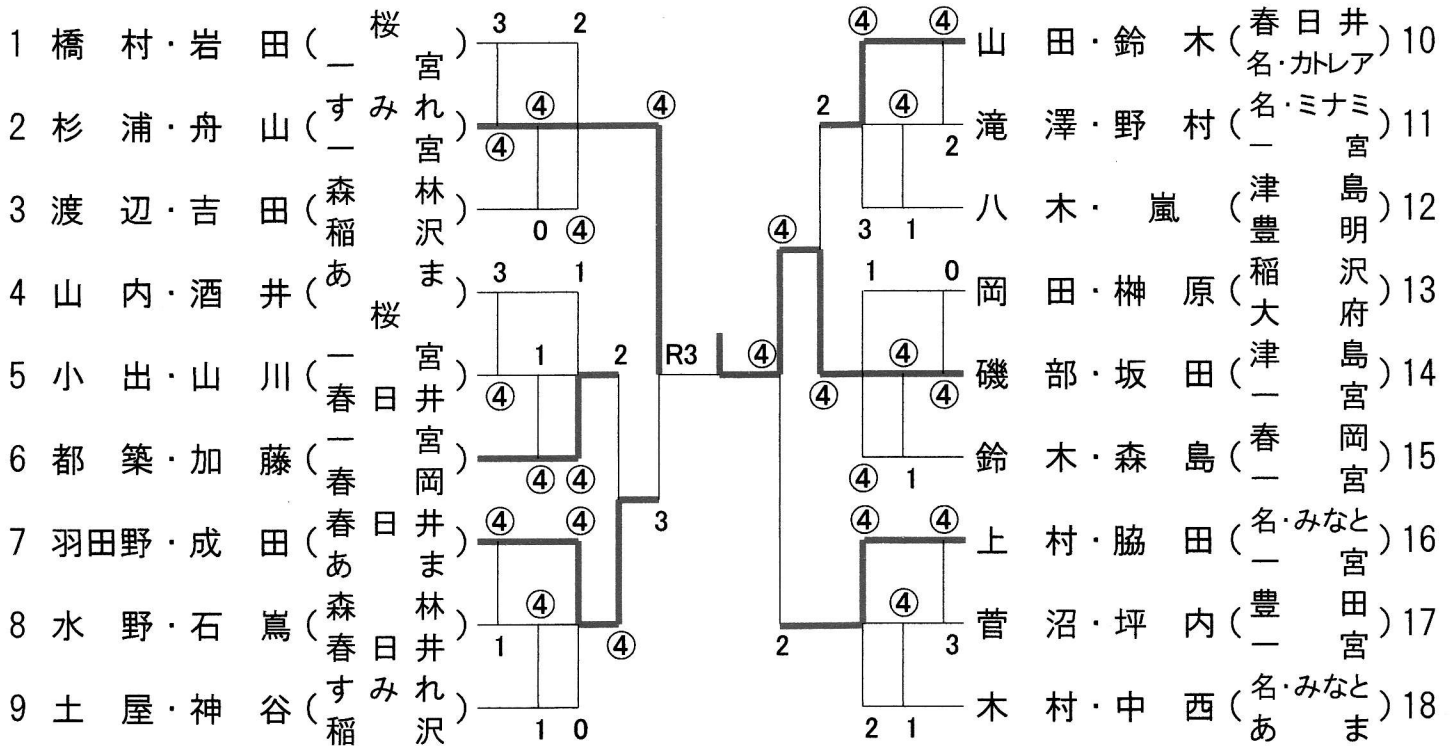 1 橋村・岩田(桜 一宮) 3 2
2 杉浦・舟山(すみれ 一宮) ④ ④ ④
3 渡辺・吉田(森林 稲沢) 0 ④
4 山内・酒井(あま 桜) 3 1
5 小出・山川(一宮 春日井) ④ 1 2 R3
6 都築・加藤(一宮 春岡) ④ ④
7 羽田野・成田(春日井 あま) ④ ④ 3
8 水野・石嶌(森林 春日井) 1 ④ ④
9 土屋・神谷(すみれ 稲沢) 1 0
④ ④ 山田・鈴木(春日井 名・カトレア) 10
2 ④ 2 滝澤・野村(名・ミナミ 一宮) 11
④ 3 1 八木・嵐(津島 豊明) 12
1 0 岡田・榊原(稲沢 大府) 13
④ ④ ④ ④ 磯部・坂田(津島 一宮) 14
④ 1 鈴木・森島(春岡 一宮) 15
④ ④ 上村・脇田(名・みなと 一宮) 16
2 ④ 3 菅沼・坪内(豊田 一宮) 17
2 1 木村・中西(名・みなと あま) 18